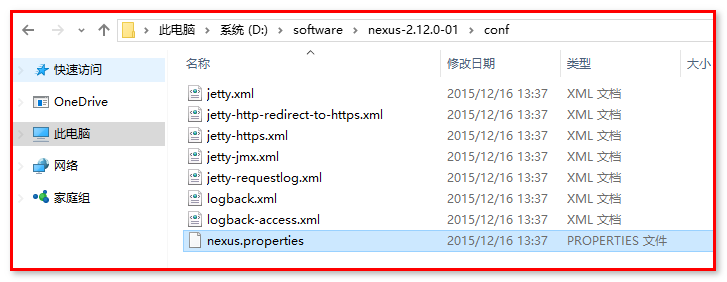 此电脑 › 系统 (D:) › software › nexus-2.12.0-01 › conf
快速访问
OneDrive
此电脑
网络
家庭组
名称 修改日期 类型 大小
jetty.xml 2015/12/16 13:37 XML 文档
jetty-http-redirect-to-https.xml 2015/12/16 13:37 XML 文档
jetty-https.xml 2015/12/16 13:37 XML 文档
jetty-jmx.xml 2015/12/16 13:37 XML 文档
jetty-requestlog.xml 2015/12/16 13:37 XML 文档
logback.xml 2015/12/16 13:37 XML 文档
logback-access.xml 2015/12/16 13:37 XML 文档
nexus.properties 2015/12/16 13:37 PROPERTIES 文件